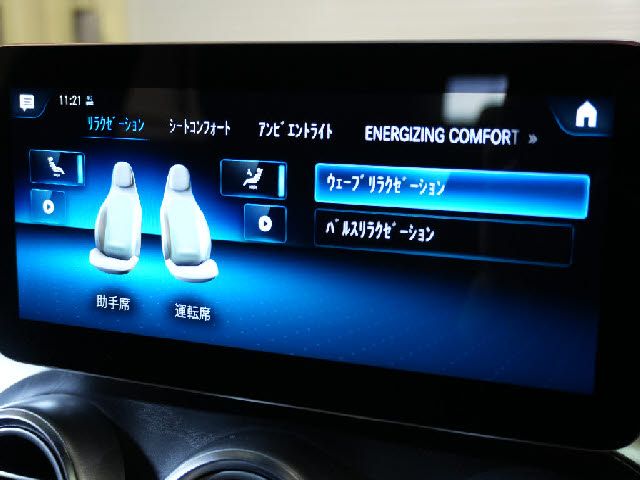 11:21
ﾘﾗｸｾﾞｰｼｮﾝ ｼｰﾄｺﾝﾌｫｰﾄ ｱﾝﾋﾞｴﾝﾄﾗｲﾄ ENERGIZING COMFORT »
ｳｪｰﾌﾞﾘﾗｸｾﾞｰｼｮﾝ
ﾊﾟﾙｽﾘﾗｸｾﾞｰｼｮﾝ
助手席 運転席